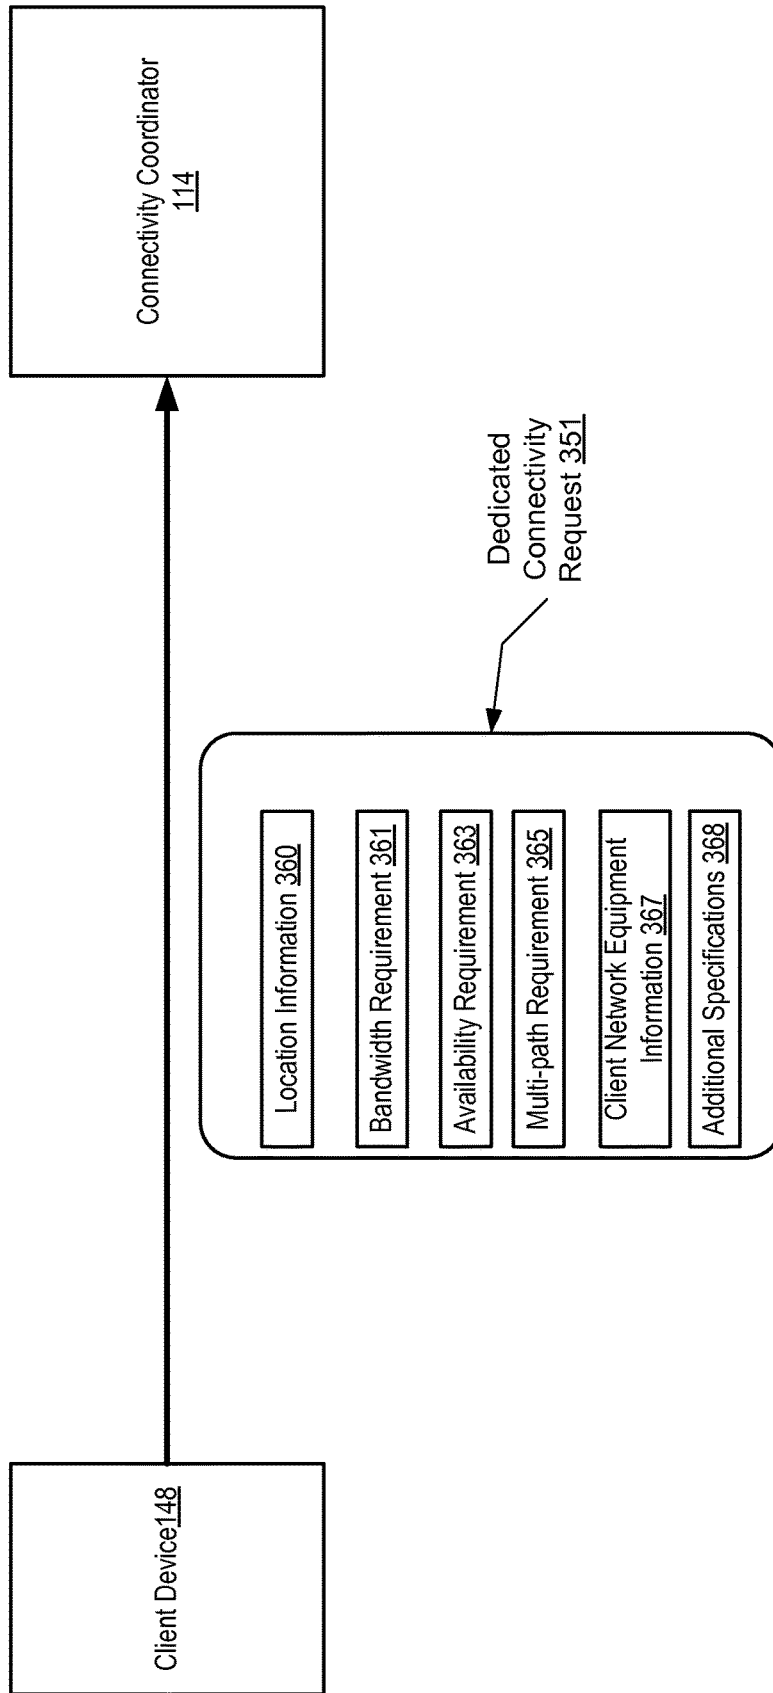 Client Device148
Connectivity Coordinator
114
Dedicated
Connectivity
Request 351
Location Information 360
Bandwidth Requirement 361
Availability Requirement 363
Multi-path Requirement 365
Client Network Equipment
Information 367
Additional Specifications 368